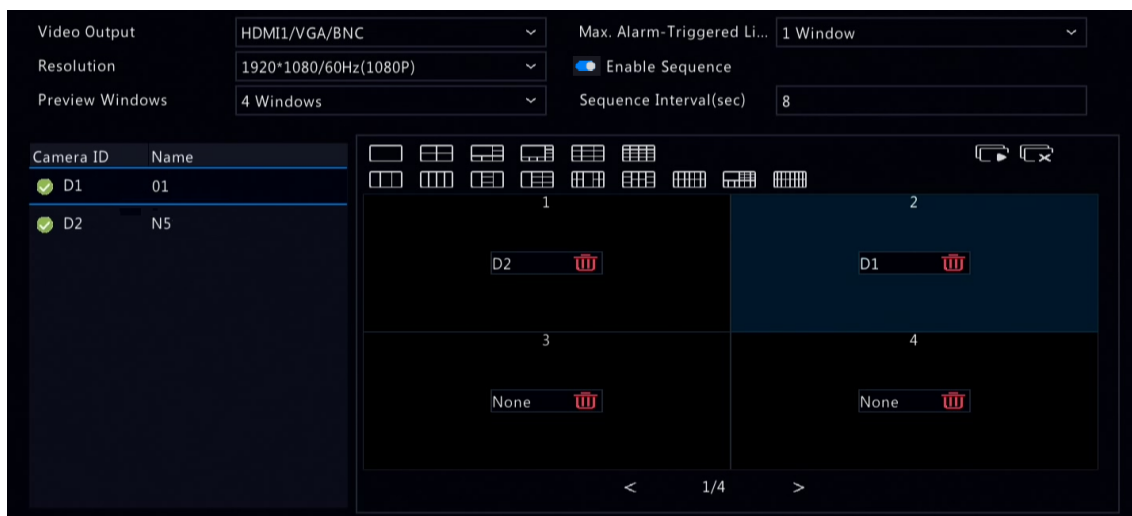 Video Output HDMI1/VGA/BNC Max. Alarm-Triggered Li... 1 Window
Resolution 1920*1080/60Hz(1080P) Enable Sequence
Preview Windows 4 Windows Sequence Interval(sec) 8
Camera ID Name
D1 01
D2 N5
1 2
D2 D1
3 4
None None
< 1/4 >